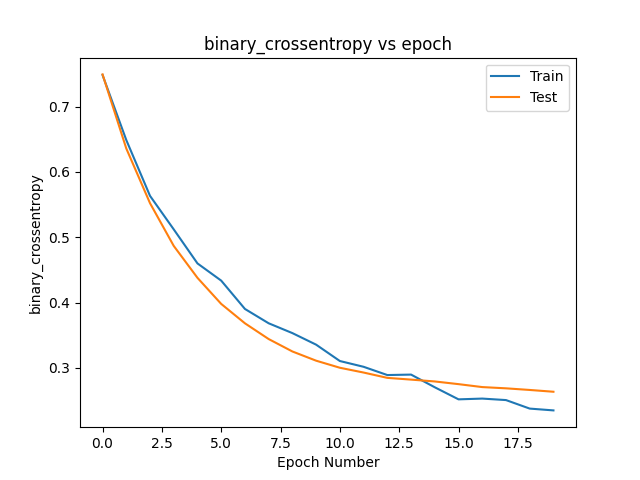 binary_crossentropy vs epoch
Train
Test
binary_crossentropy
0.7
0.6
0.5
0.4
0.3
0.0 2.5 5.0 7.5 10.0 12.5 15.0 17.5
Epoch Number